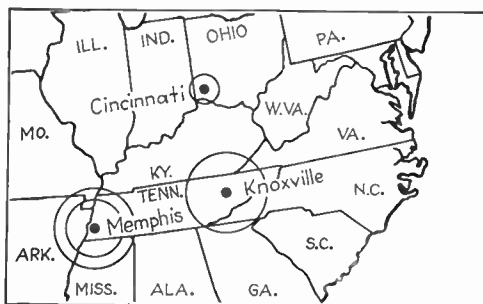 ILL.
IND.
OHIO
PA.
Cincinnati
W.VA.
MO.
VA.
KY.
TENN.
Knoxville
N.C.
Memphis
S.C.
ARK.
MISS.
ALA.
GA.